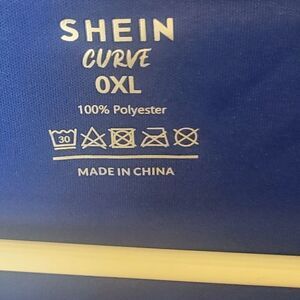 SHEIN
CURVE
0XL
100% Polyester
30
MADE IN CHINA